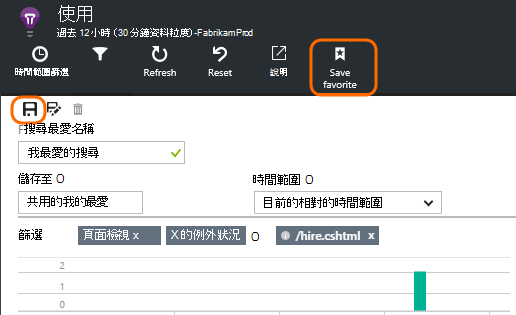 使用
過去 12 小時 (30 分鐘資料粒度) -FabrikamProd
時間範圍篩選 Refresh Reset 說明 Save favorite
F搜尋最愛名稱
我最愛的搜尋
儲存至 O 時間範圍 O
共用的我的最愛 目前的相對的時間範圍
篩選 頁面檢視 x X 的例外狀況 O /hire.cshtml x
2
1
0